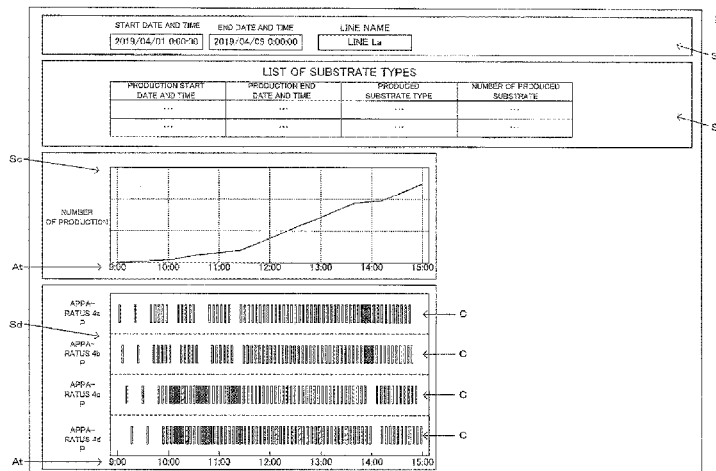 START DATE AND TIME END DATE AND TIME LINE NAME
2019/04/01 0:00:00 2019/04/03 0:00:00 LINE La
LIST OF SUBSTRATE TYPES
PRODUCTION START DATE AND TIME
PRODUCTION END DATE AND TIME
PRODUCED SUBSTRATE TYPE
NUMBER OF PRODUCED SUBSTRATE
... ... ... ...
... ... ... ...
Sc
NUMBER
OF PRODUCTION
At
9:00 10:00 11:00 12:00 13:00 14:00 15:00
Sd
APPA-
RATUS 4a
P
C
APPA-
RATUS 4b
P
C
APPA-
RATUS 4c
P
C
APPA-
RATUS 4d
P
C
At
9:00 10:00 11:00 12:00 13:00 14:00 15:00